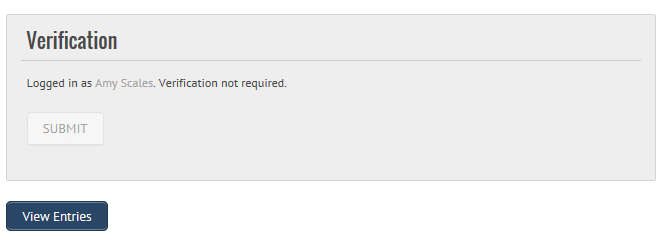 Verification
Logged in as Amy Scales. Verification not required.
SUBMIT
View Entries